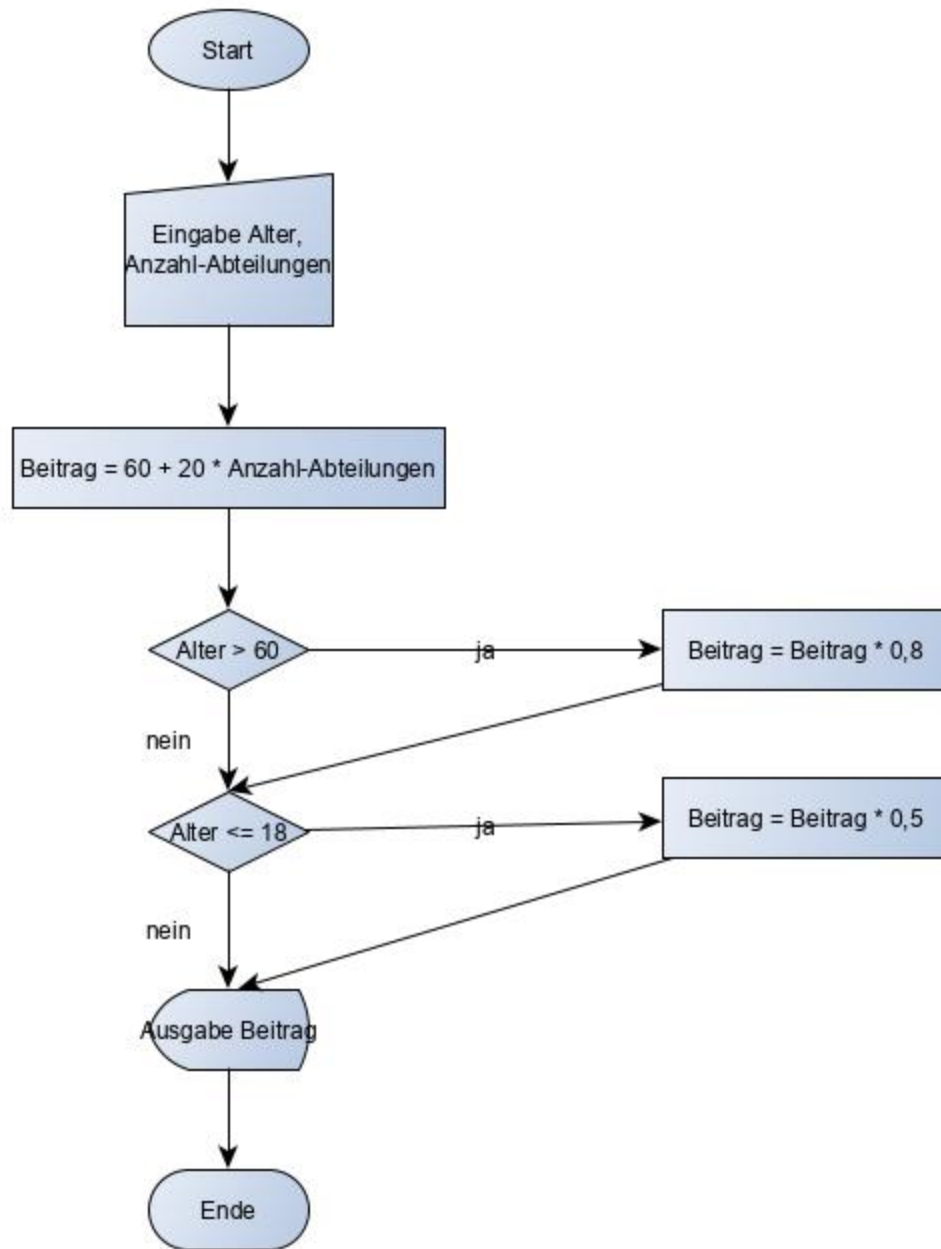 Start
Eingabe Alter,
Anzahl-Abteilungen
Beitrag = 60 + 20 * Anzahl-Abteilungen
Alter > 60
ja
Beitrag = Beitrag * 0,8
nein
Alter <= 18
ja
Beitrag = Beitrag * 0,5
nein
Ausgabe Beitrag
Ende